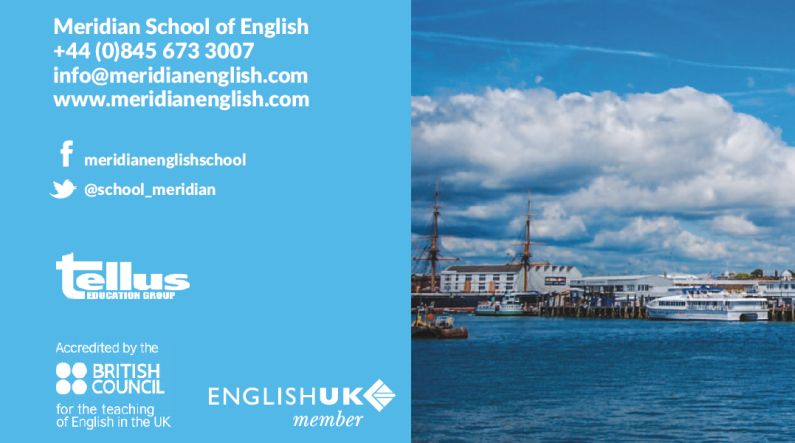 Meridian School of English
+44 (0)845 673 3007
info@meridianenglish.com
www.meridianenglish.com
meridianenglishschool
@school_meridian
tellus
EDUCATION GROUP
Accredited by the
BRITISH
COUNCIL
for the teaching
of English in the UK
ENGLISHUK
member